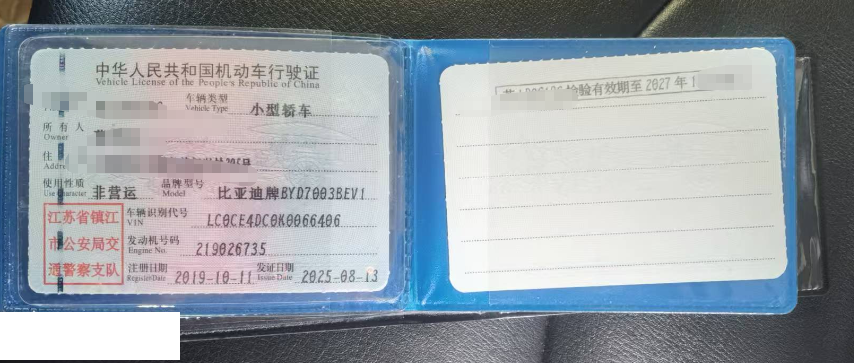 中华人民共和国机动车行驶证
Vehicle License of the People's Republic of China
车辆类型 小型轿车
Vehicle Type
所有人
Owner
住
Addre
使用性质 非营运 品牌型号 比亚迪牌BYD7003BEV1
Use Character Model
江苏省镇江
市公安局交
通警察支队
车辆识别代号 LC0CE4DC0K0066406
VIN
发动机号码 219026735
Engine No.
注册日期 2019-10-11 发证日期 2025-08-13
Register Date Issue Date
检验有效期至 2027 年 1